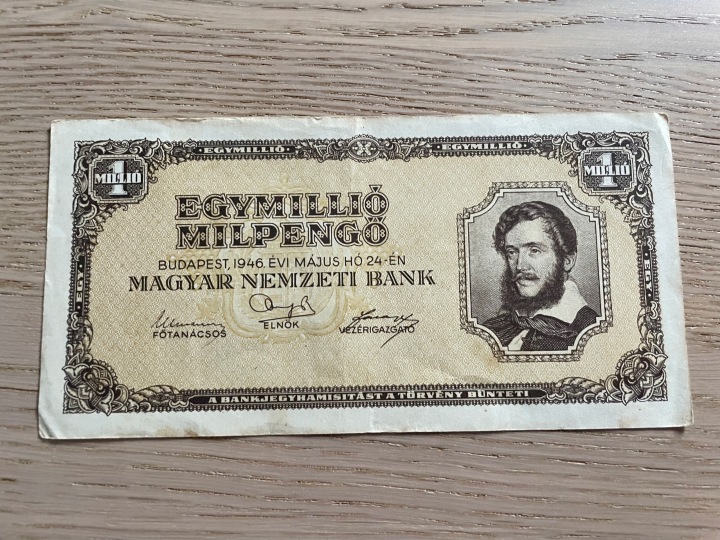 EGYMILLIÓ EGYMILLIÓ
1 MILLIÓ
1 MILLIÓ
EGYMILLIÓ
MILPENGŐ
BUDAPEST, 1946. ÉVI MÁJUS HÓ 24-ÉN
MAGYAR NEMZETI BANK
FŐTANÁCSOS
ELNÖK
VEZÉRIGAZGATÓ
A BANKJEGYHAMISITÁST A TÖRVÉNY BÜNTETI